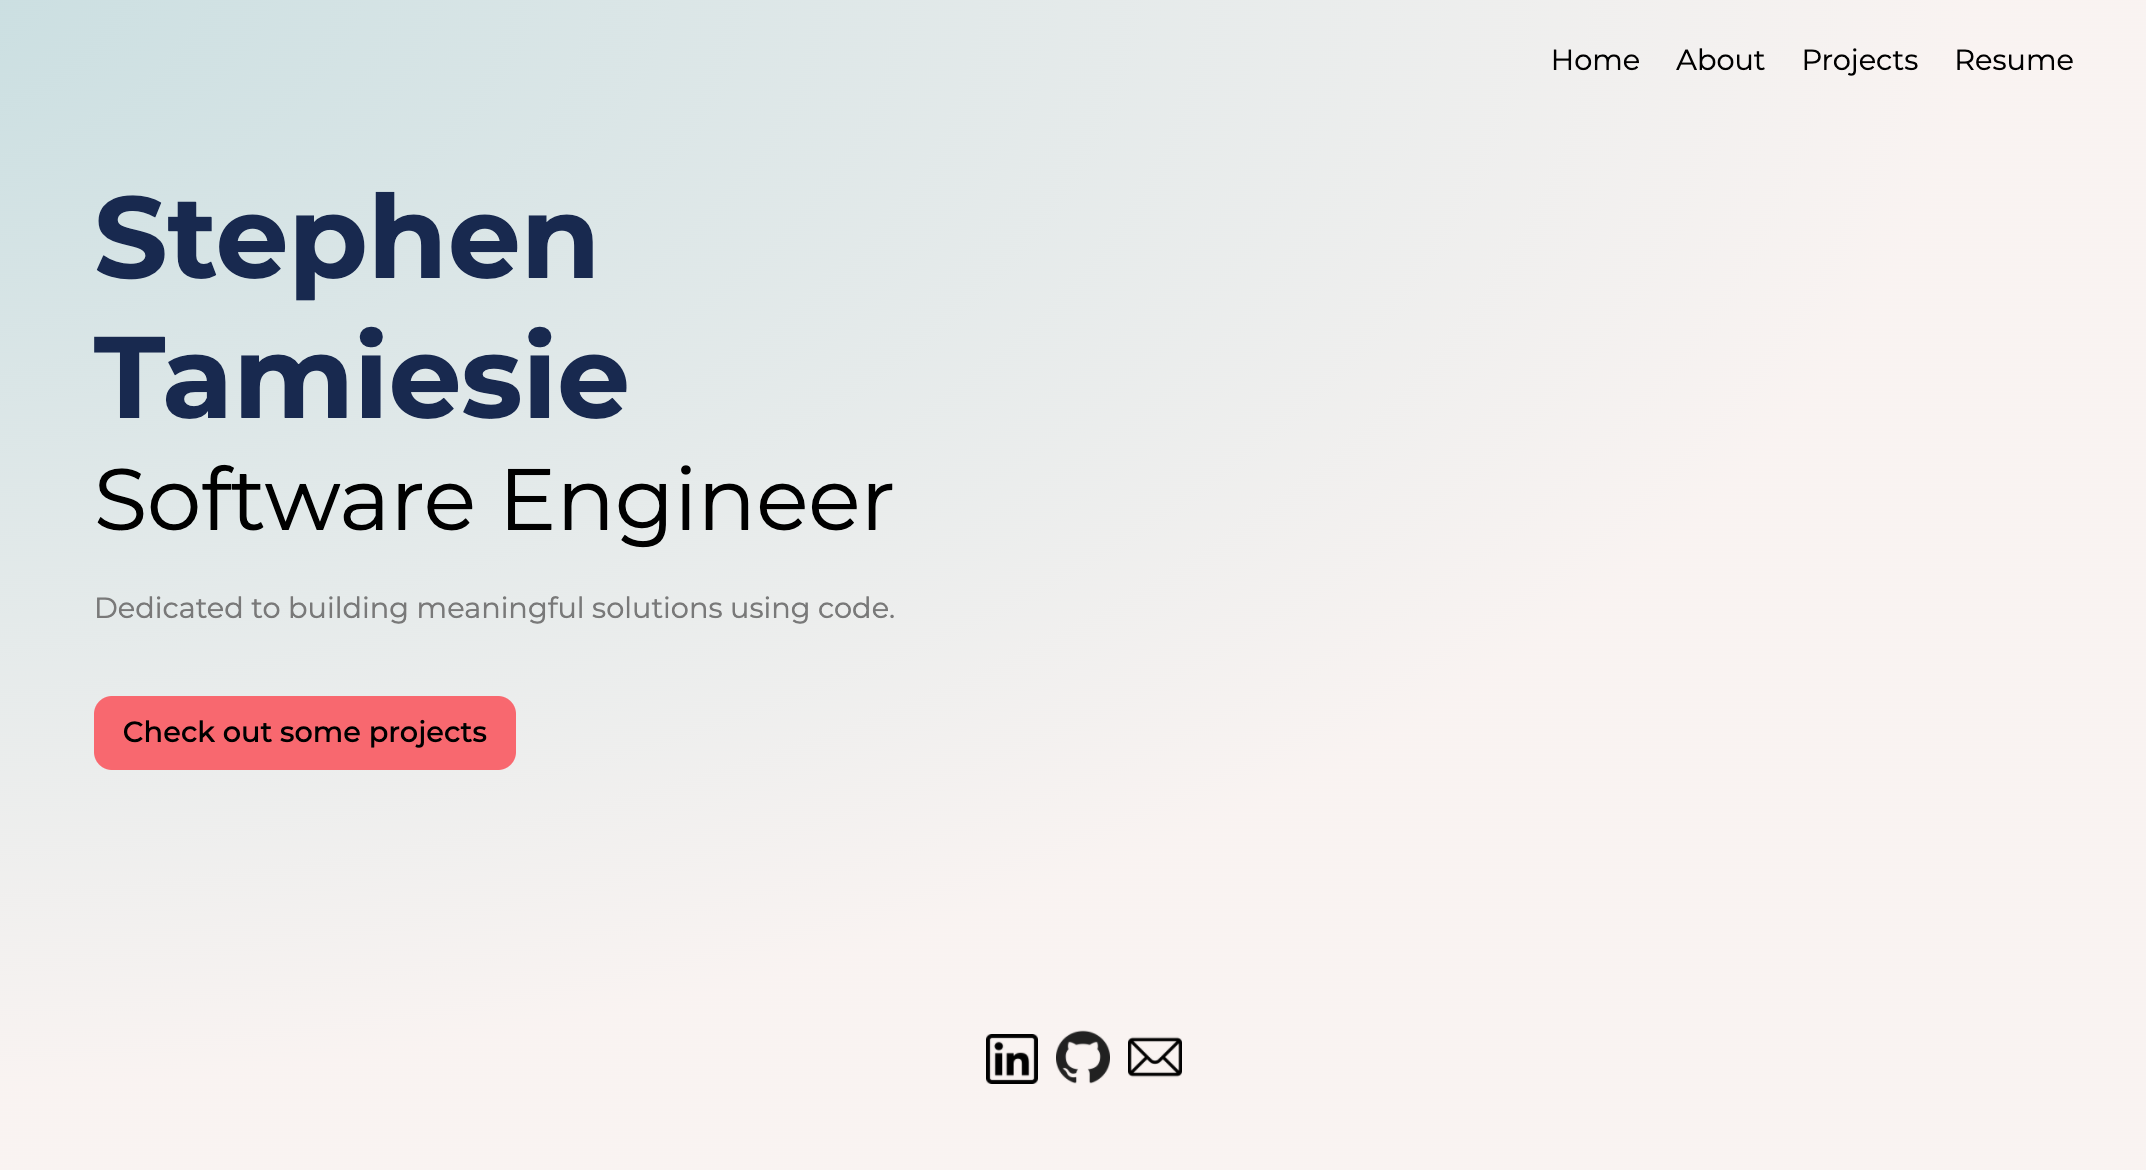 Home About Projects Resume
Stephen
Tamiesie
Software Engineer
Dedicated to building meaningful solutions using code.
Check out some projects
in